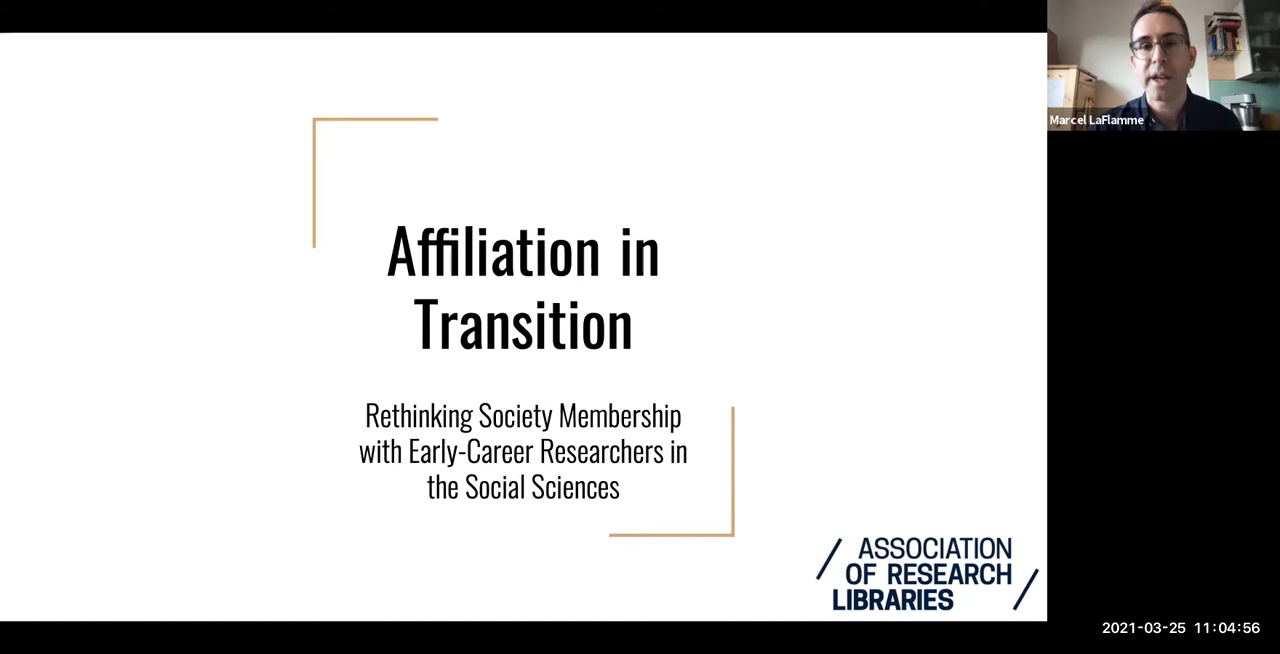 Affiliation in
Transition
Rethinking Society Membership
with Early-Career Researchers in
the Social Sciences
ASSOCIATION
OF RESEARCH
LIBRARIES
Marcel LaFlamme
2021-03-25 11:04:56